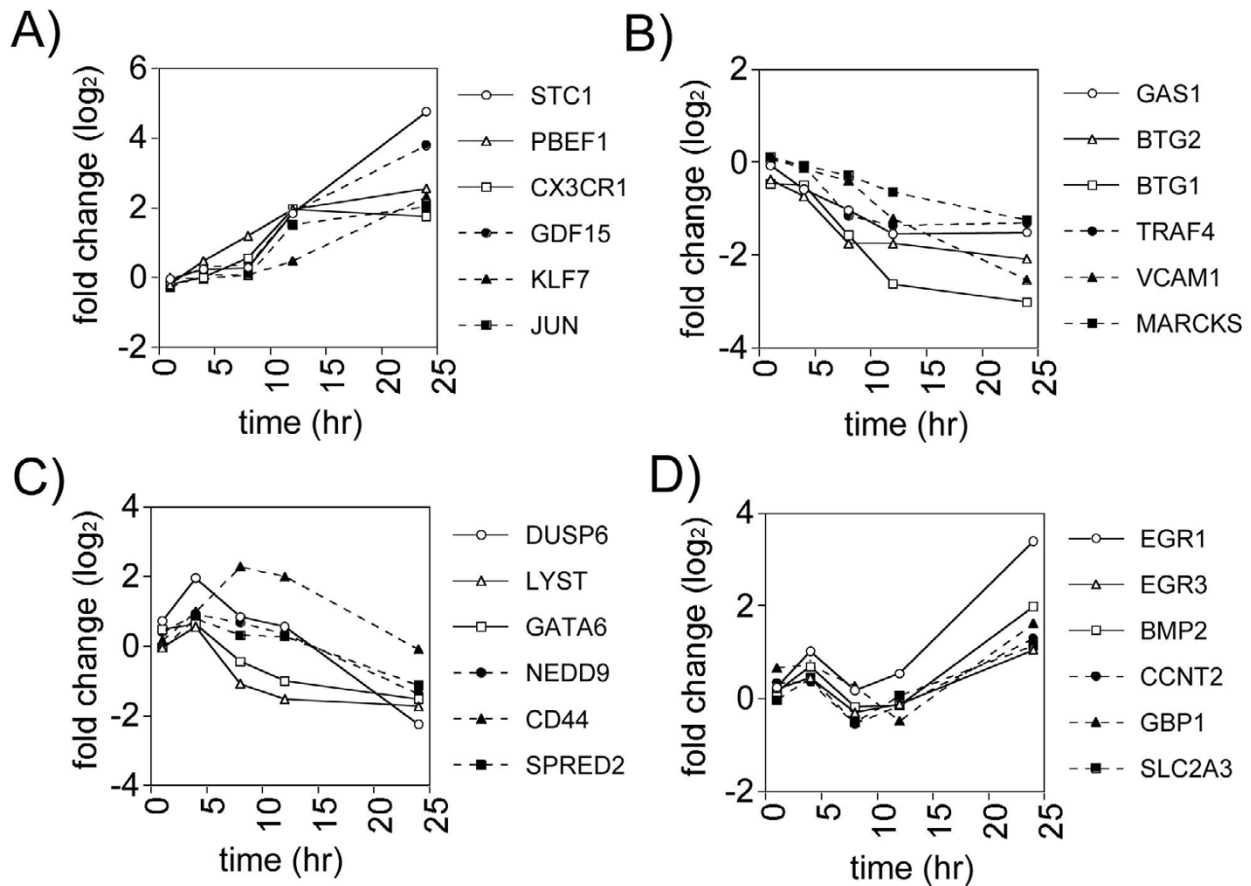 A)
fold change (log2)
6
4
2
0
-2
0 5 10 15 20 25
time (hr)
STC1
PBEF1
CX3CR1
GDF15
KLF7
JUN
B)
fold change (log2)
2
0
-2
-4
0 5 10 15 20 25
time (hr)
GAS1
BTG2
BTG1
TRAF4
VCAM1
MARCKS
C)
fold change (log2)
4
2
0
-2
-4
0 5 10 15 20 25
time (hr)
DUSP6
LYST
GATA6
NEDD9
CD44
SPRED2
D)
fold change (log2)
4
2
0
-2
0 5 10 15 20 25
time (hr)
EGR1
EGR3
BMP2
CCNT2
GBP1
SLC2A3